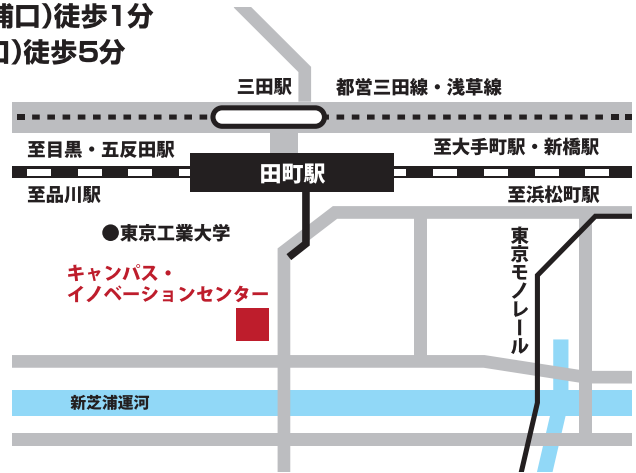 浦口)徒歩1分
口)徒歩5分
三田駅
都営三田線・浅草線
至目黒・五反田駅
至大手町駅・新橋駅
田町駅
至品川駅
至浜松町駅
●東京工業大学
東京モノレール
キャンパス・
イノベーションセンター
新芝浦運河